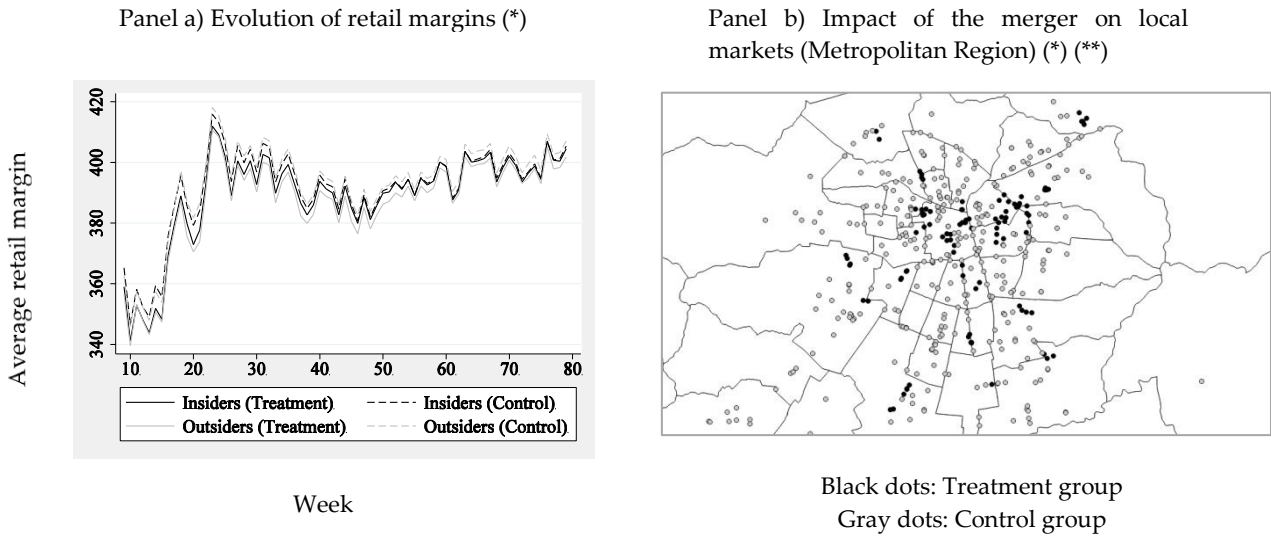 Panel a) Evolution of retail margins (*)
Panel b) Impact of the merger on local
markets (Metropolitan Region) (*) (**)
Average retail margin
420
400
380
360
340
10 20 30 40 50 60 70 80
Insiders (Treatment) Insiders (Control)
Outsiders (Treatment) Outsiders (Control)
Week
Black dots: Treatment group
Gray dots: Control group